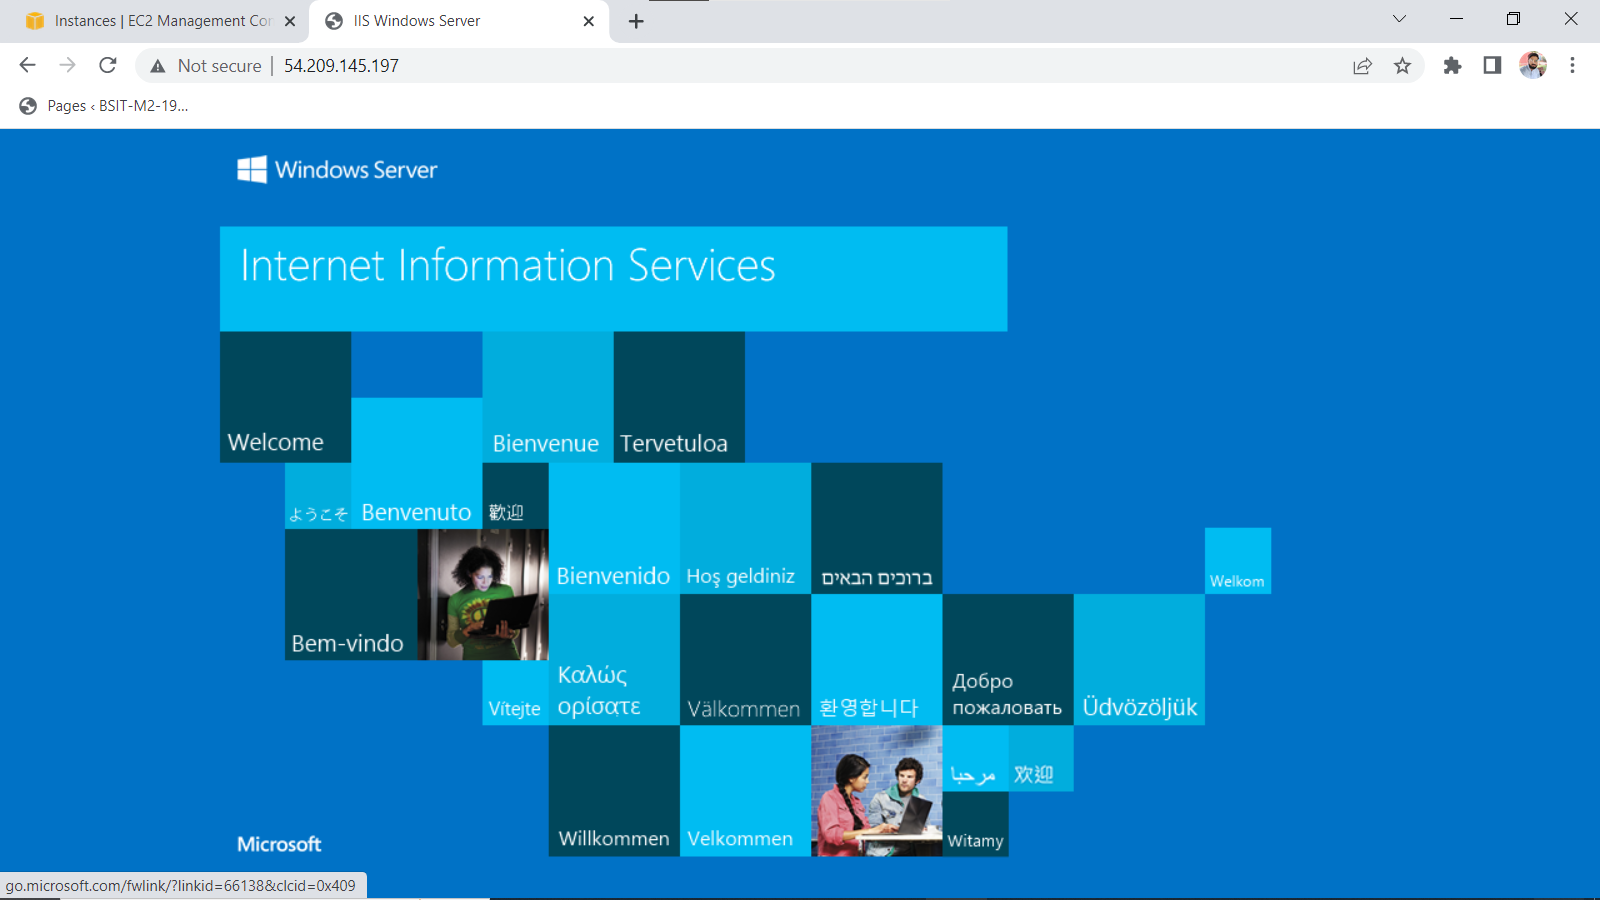 Instances | EC2 Management Con
IIS Windows Server
Not secure
54.209.145.197
Pages ‹ BSIT-M2-19...
Windows Server
Internet Information Services
Welcome
Bienvenue
Tervetuloa
ようこそ
Benvenuto
歡迎
Bienvenido
Hoş geldiniz
ברוכים הבאים
Welkom
Bem-vindo
Vítejte
Καλώς
ορίσατε
Välkommen
환영합니다
Добро
пожаловать
Üdvözöljük
مرحبا
欢迎
Willkommen
Velkommen
Witamy
Microsoft
go.microsoft.com/fwlink/?linkid=66138&clcid=0x409